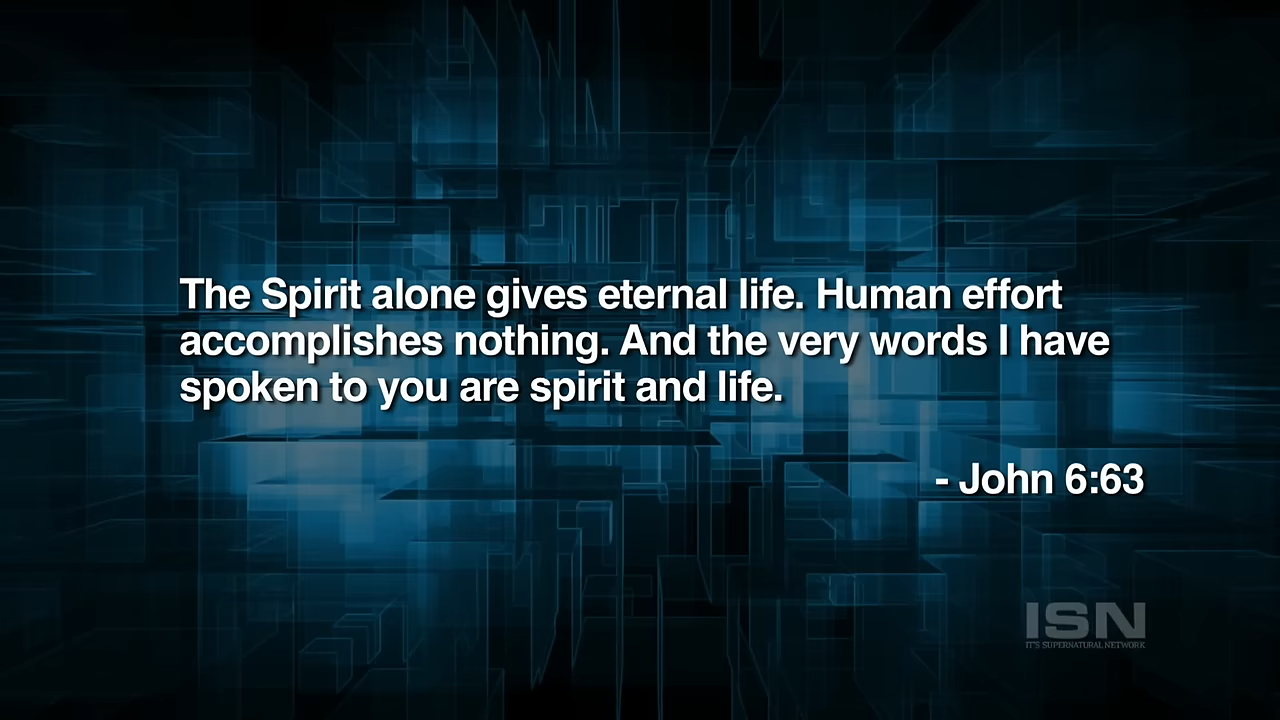 The Spirit alone gives eternal life. Human effort
accomplishes nothing. And the very words I have
spoken to you are spirit and life.
- John 6:63
ISN
IT'S SUPERNATURAL NETWORK